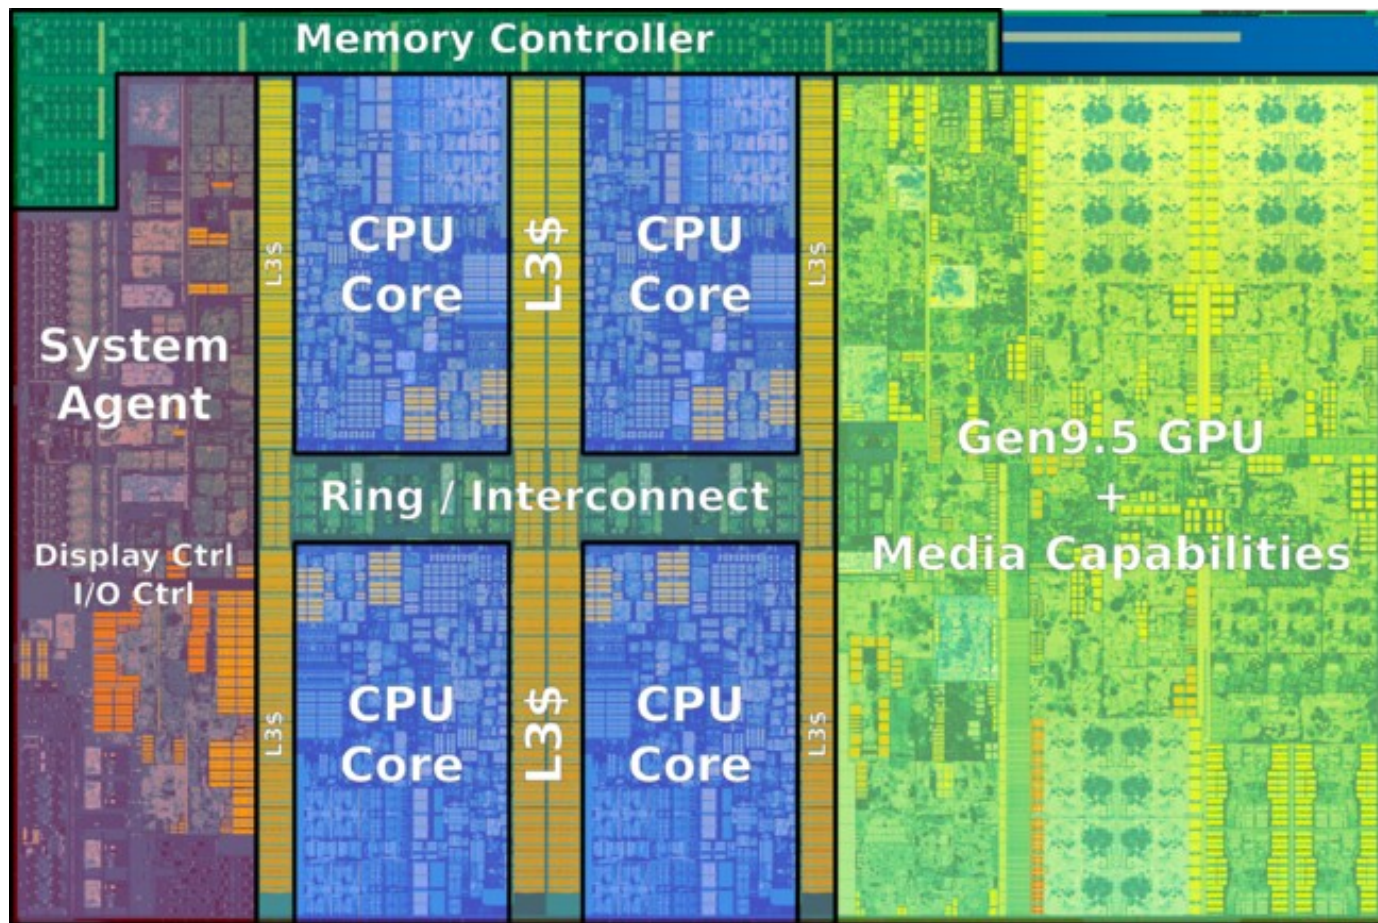 Memory Controller
CPU
Core
L3$
CPU
Core
L3$
L3$
System
Agent
Gen9.5 GPU
+
Media Capabilities
Ring / Interconnect
Display Ctrl
I/O Ctrl
L3$
CPU
Core
L3$
CPU
Core
L3$